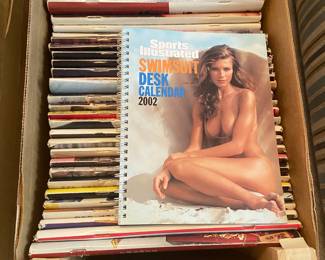 Sports
Illustrated
SWIMSUIT
DESK
CALENDAR
2002